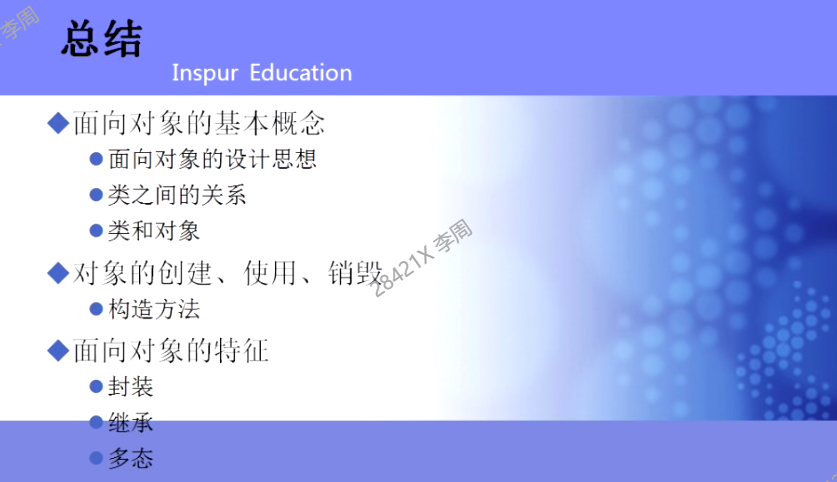 总结
Inspur Education
面向对象的基本概念
面向对象的设计思想
类之间的关系
类和对象
对象的创建、使用、销毁
28421X 李周
构造方法
面向对象的特征
封装
继承
多态